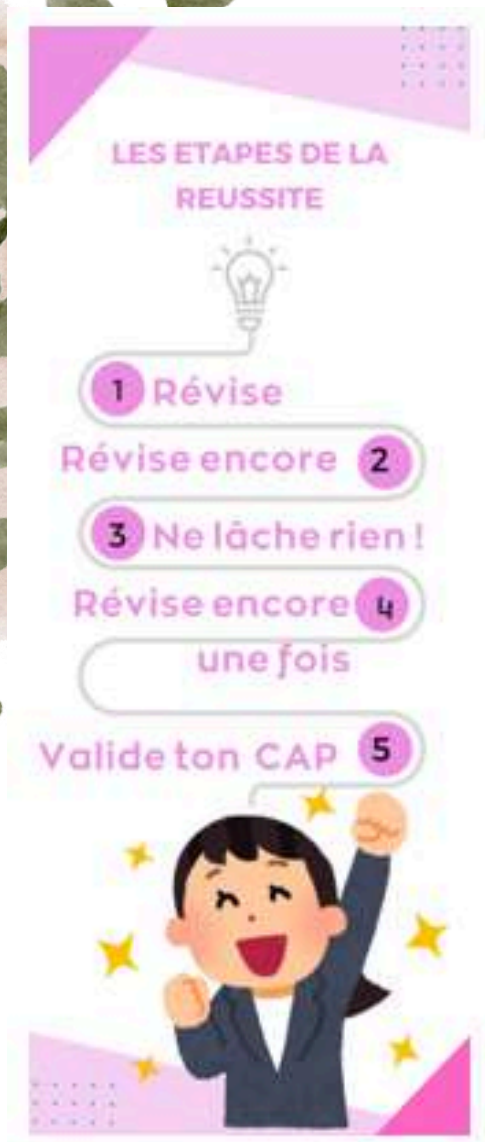 LES ETAPES DE LA
REUSSITE
1 Révise
Révise encore 2
3 Ne lâche rien !
Révise encore 4
une fois
Valide ton CAP 5